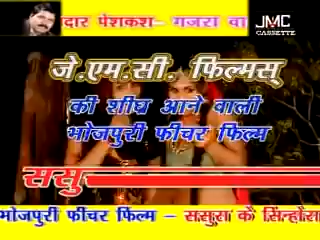 दार पेशकश - गजरा वा
JMC
CASSETTE
जे.एम.सी. फिल्मस्
की शीघ्र आने वाली
भोजपुरी फीचर फिल्म
ससु
भोजपुरी फीचर फिल्म - ससुरा के सिन्होरा